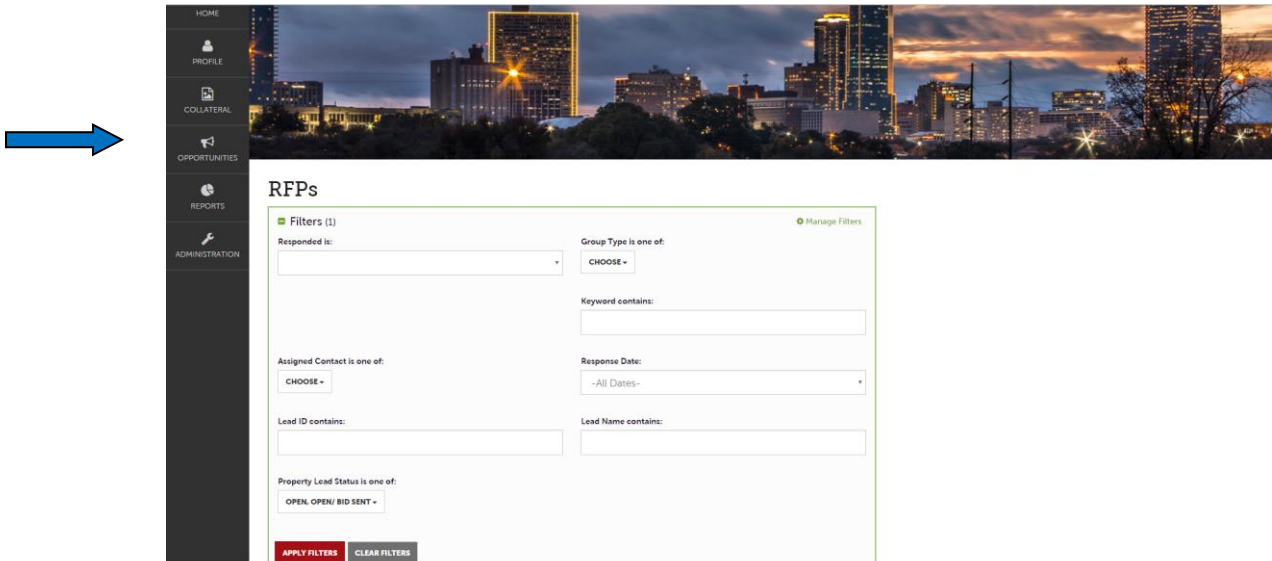 HOME
PROFILE
COLLATERAL
OPPORTUNITIES
REPORTS
ADMINISTRATION
RFPs
Filters (1)
Manage Filters
Responded is:
Group Type is one of:
CHOOSE
Keyword contains:
Assigned Contact is one of:
Response Date:
CHOOSE
-All Dates-
Lead ID contains:
Lead Name contains:
Property Lead Status is one of:
OPEN, OPEN/ BID SENT
APPLY FILTERS
CLEAR FILTERS